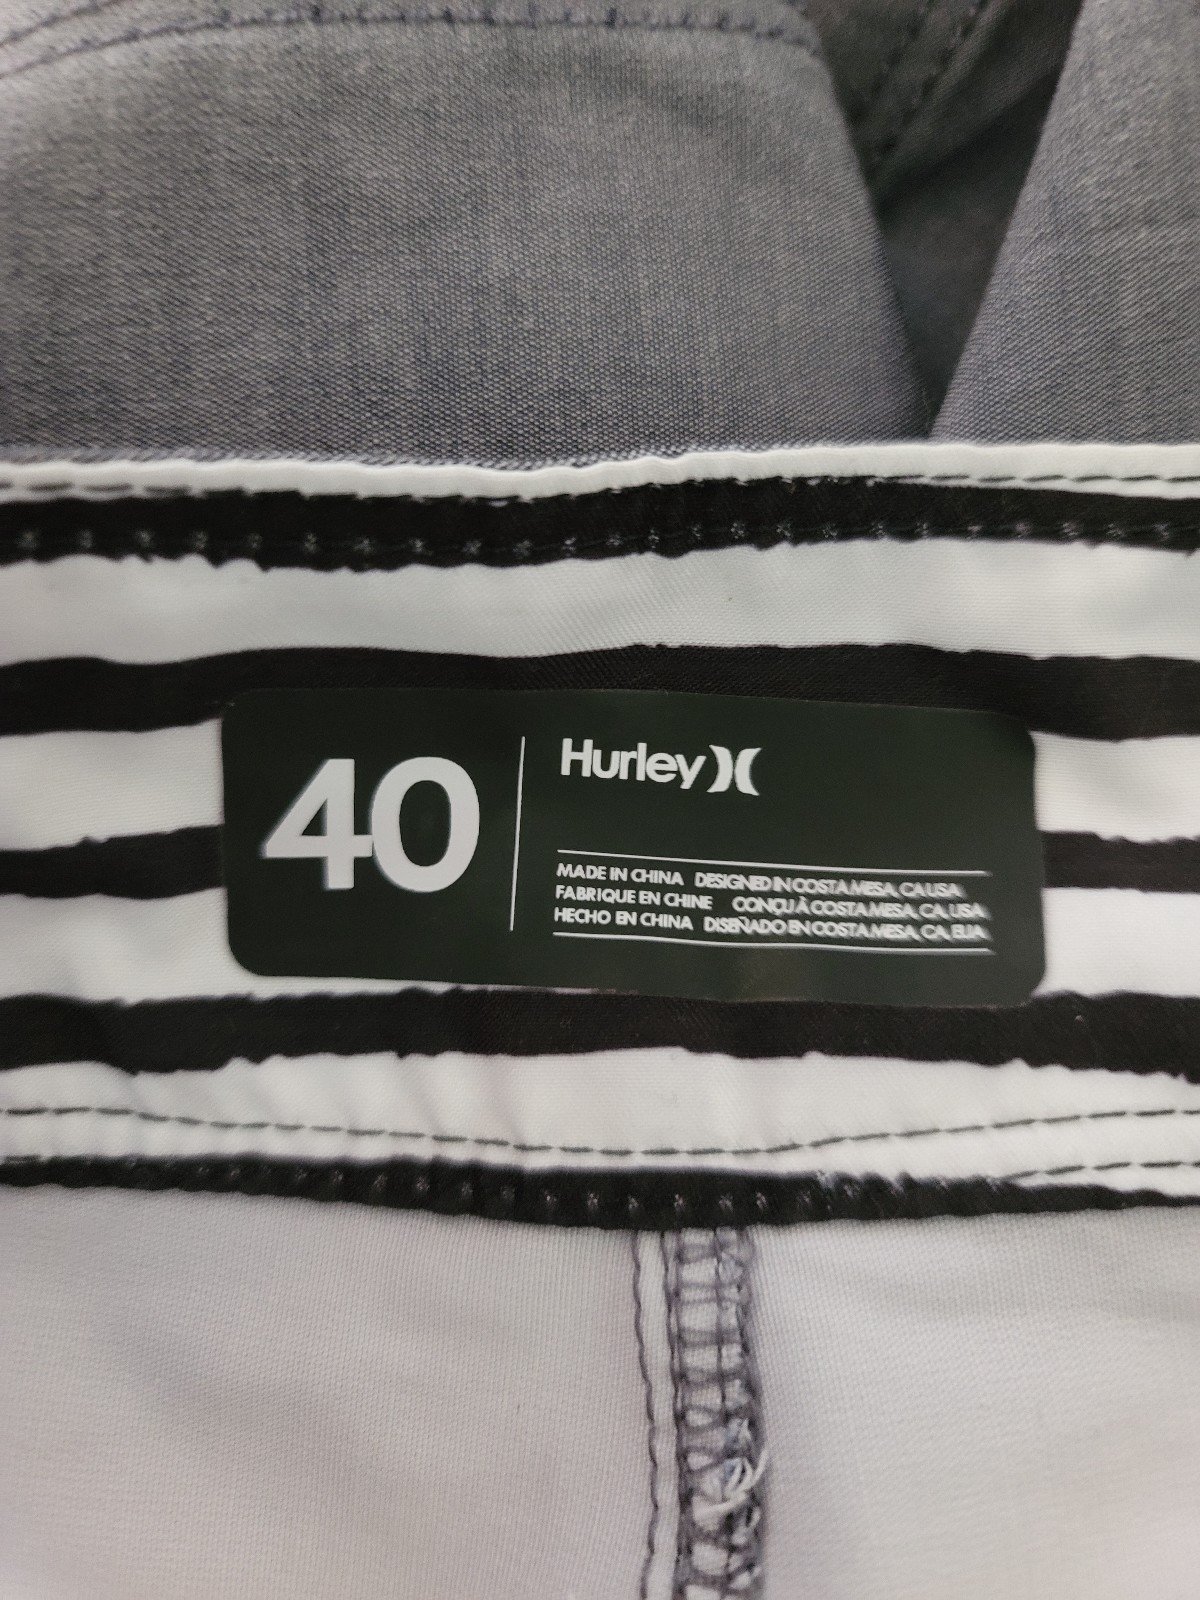 40
Hurley
MADE IN CHINA DESIGNED IN COSTA MESA, CA USA
FABRIQUE EN CHINE CONÇU À COSTA MESA, CA, USA
HECHO EN CHINA DISEÑADO EN COSTA MESA, CA, EUA